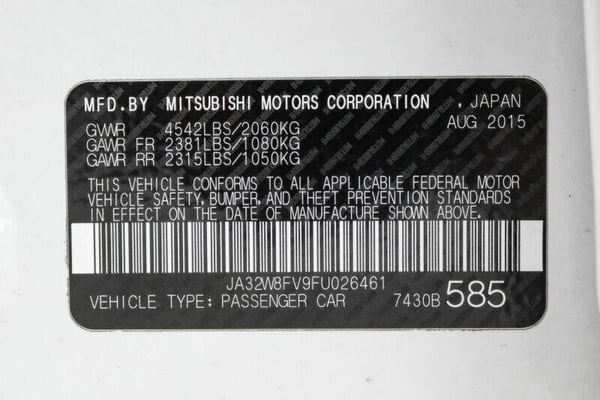 MFD. BY MITSUBISHI MOTORS CORPORATION , JAPAN
GVWR 4542LBS/2060KG AUG 2015
GAWR FR 2381LBS/1080KG
GAWR RR 2315LBS/1050KG
THIS VEHICLE CONFORMS TO ALL APPLICABLE FEDERAL MOTOR
VEHICLE SAFETY, BUMPER, AND THEFT PREVENTION STANDARDS
IN EFFECT ON THE DATE OF MANUFACTURE SHOWN ABOVE.
JA32W8FV9FU026461
VEHICLE TYPE: PASSENGER CAR 7430B 585